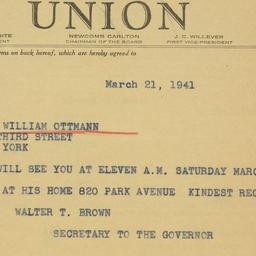 UNION
NEWCOMB CARLTON J. C. WILLEVER
CHAIRMAN OF THE BOARD FIRST VICE-PRESIDENT
on back hereof, which are hereby agreed to
March 21, 1941
WILLIAM OTTMANN
THIRD STREET
YORK
WILL SEE YOU AT ELEVEN A.M. SATURDAY MARC
AT HIS HOME 820 PARK AVENUE KINDEST REG
WALTER T. BROWN
SECRETARY TO THE GOVERNOR